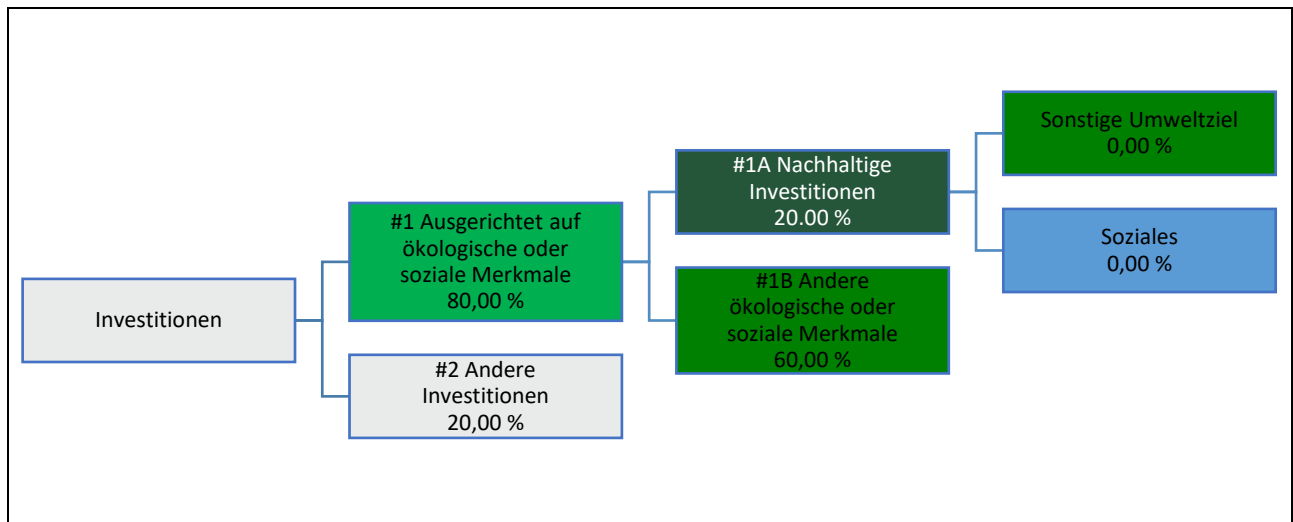 Investitionen
#1 Ausgerichtet auf
ökologische oder
soziale Merkmale
80,00 %
#2 Andere
Investitionen
20,00 %
#1A Nachhaltige
Investitionen
20.00 %
#1B Andere
ökologische oder
soziale Merkmale
60,00 %
Sonstige Umweltziel
0,00 %
Soziales
0,00 %